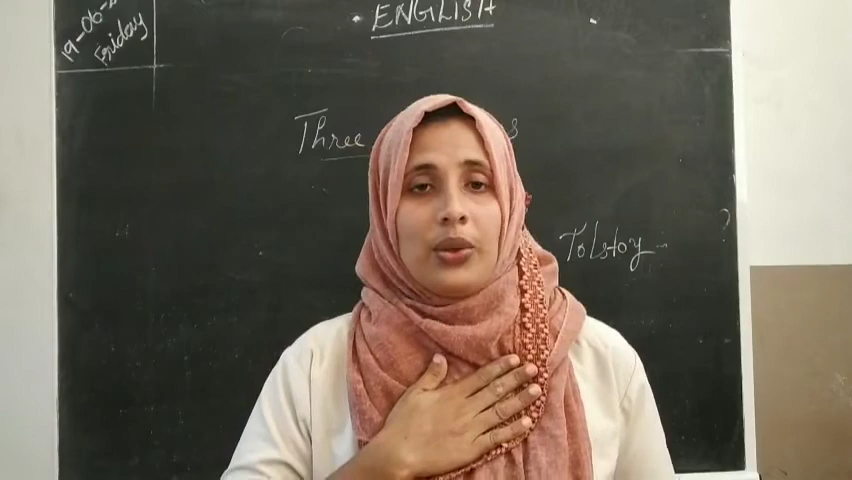 19-06-
Friday
ENGLISH
Three
Tolstoy